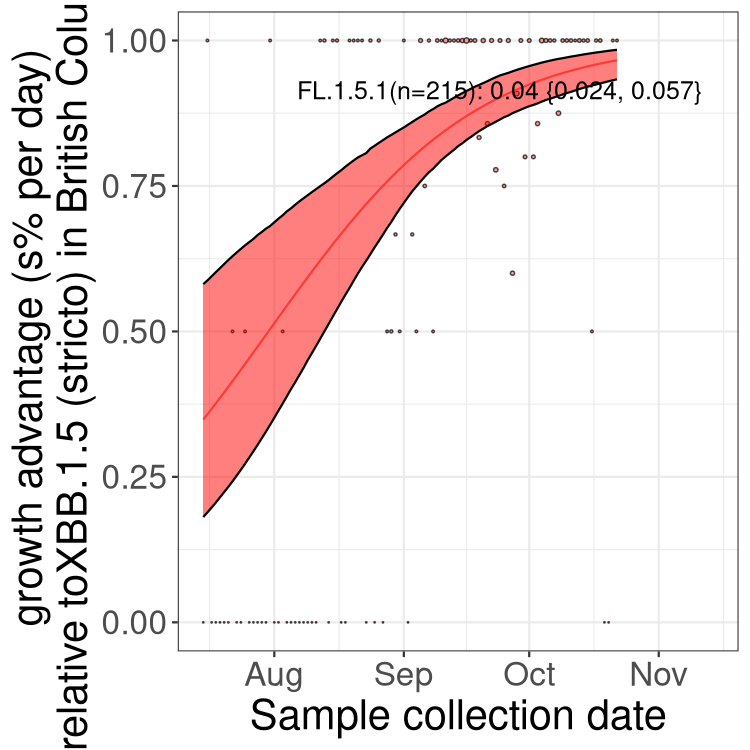 growth advantage (s% per day)
relative toXBB.1.5 (stricto) in British Colu
1.00
0.75
0.50
0.25
0.00
FL.1.5.1(n=215): 0.04 {0.024, 0.057}
Aug Sep Oct Nov
Sample collection date